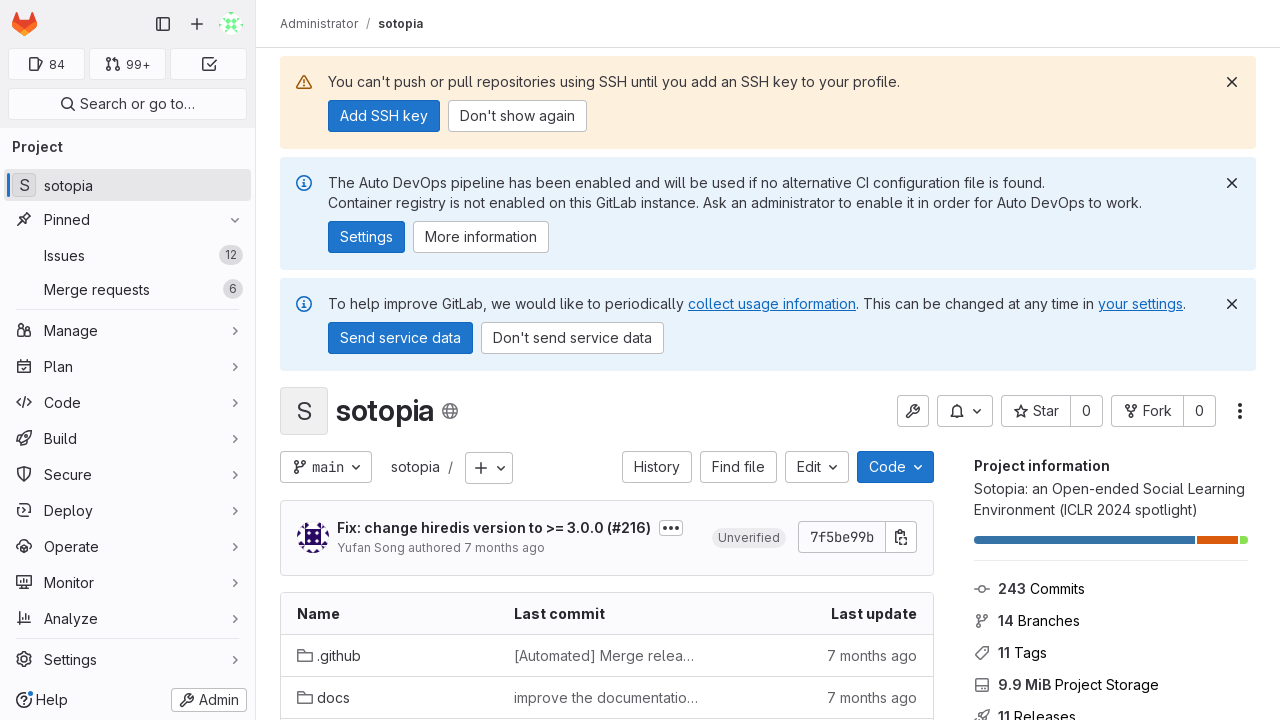 Administrator / sotopia
84
99+
Search or go to…
Project
S sotopia
Pinned
Issues 12
Merge requests 6
Manage
Plan
Code
Build
Secure
Deploy
Operate
Monitor
Analyze
Settings
Help
Admin
You can't push or pull repositories using SSH until you add an SSH key to your profile.
Add SSH key Don't show again
The Auto DevOps pipeline has been enabled and will be used if no alternative CI configuration file is found.
Container registry is not enabled on this GitLab instance. Ask an administrator to enable it in order for Auto DevOps to work.
Settings More information
To help improve GitLab, we would like to periodically collect usage information. This can be changed at any time in your settings.
Send service data Don't send service data
S sotopia
Star 0 Fork 0
main sotopia / History Find file Edit Code
Fix: change hiredis version to >= 3.0.0 (#216)
Yufan Song authored 7 months ago
Unverified 7f5be99b
Name Last commit Last update
.github [Automated] Merge relea… 7 months ago
docs improve the documentatio… 7 months ago
Project information
Sotopia: an Open-ended Social Learning
Environment (ICLR 2024 spotlight)
243 Commits
14 Branches
11 Tags
9.9 MiB Project Storage
11 Releases